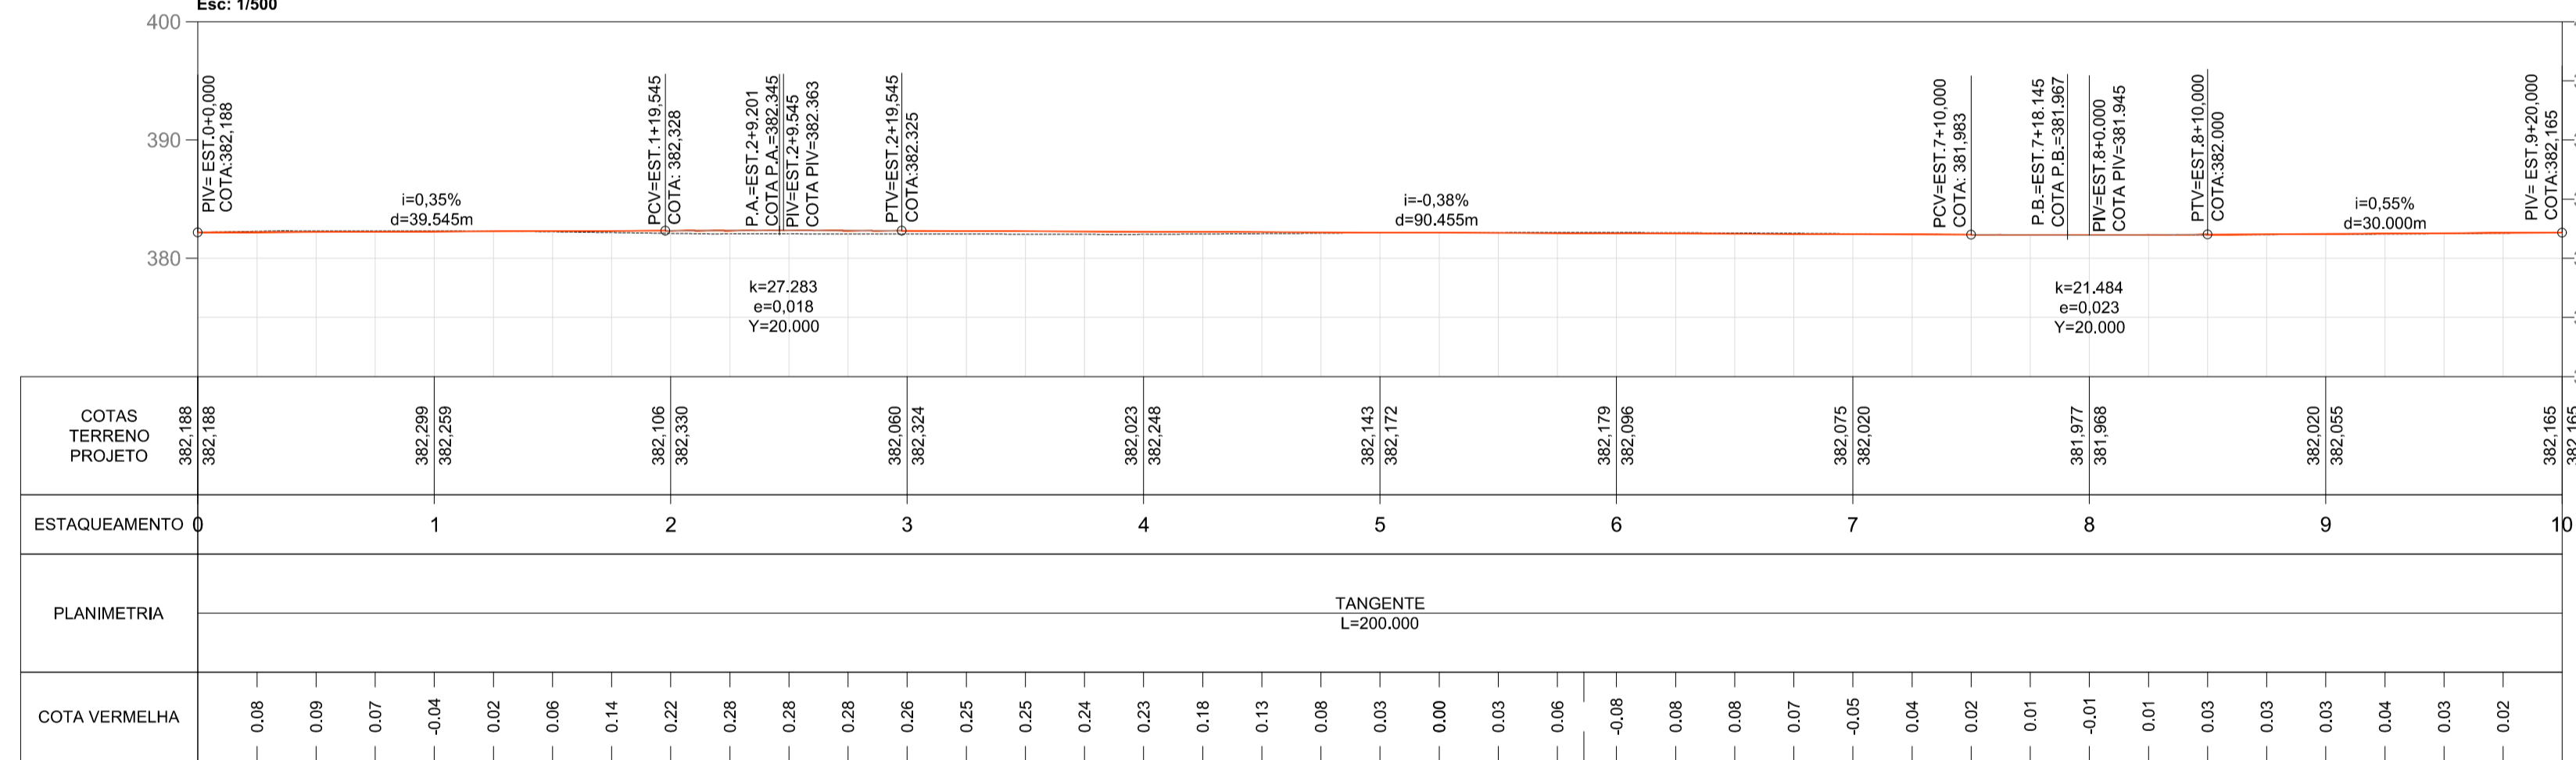 Esc: 1/500
400
390
380
PIV= EST.0+0,000
COTA:382,188
i=0,35%
d=39.545m
PCV=EST.1+19,545
COTA: 382,328
P.A.=EST.2+9.201
COTA P.A.=382.345
PIV=EST.2+9.545
COTA PIV=382.363
PTV=EST.2+19,545
COTA:382.325
i=-0,38%
d=90.455m
PCV=EST.7+10,000
COTA: 381,983
P.B.=EST.7+18.145
COTA P.B.=381.967
PIV=EST.8+0.000
COTA PIV=381.945
PTV=EST.8+10,000
COTA:382.000
i=0,55%
d=30.000m
PIV= EST.9+20,000
COTA:382,165
k=27.283
e=0,018
Y=20.000
k=21.484
e=0,023
Y=20.000
COTAS
TERRENO
PROJETO
382,188
382,188
382,299
382,259
382,106
382,330
382,060
382,324
382,023
382,248
382,143
382,172
382,179
382,096
382,075
382,020
381,977
381,968
382,020
382,055
382,165
382,165
ESTAQUEAMENTO 0 1 2 3 4 5 6 7 8 9 10
PLANIMETRIA
TANGENTE
L=200.000
COTA VERMELHA
0.08
0.09
0.07
-0.04
0.02
0.06
0.14
0.22
0.28
0.28
0.28
0.26
0.25
0.25
0.24
0.23
0.18
0.13
0.08
0.03
0.00
0.03
0.06
-0.08
0.08
0.08
0.07
-0.05
0.04
0.02
0.01
-0.01
0.01
0.03
0.03
0.03
0.04
0.03
0.02